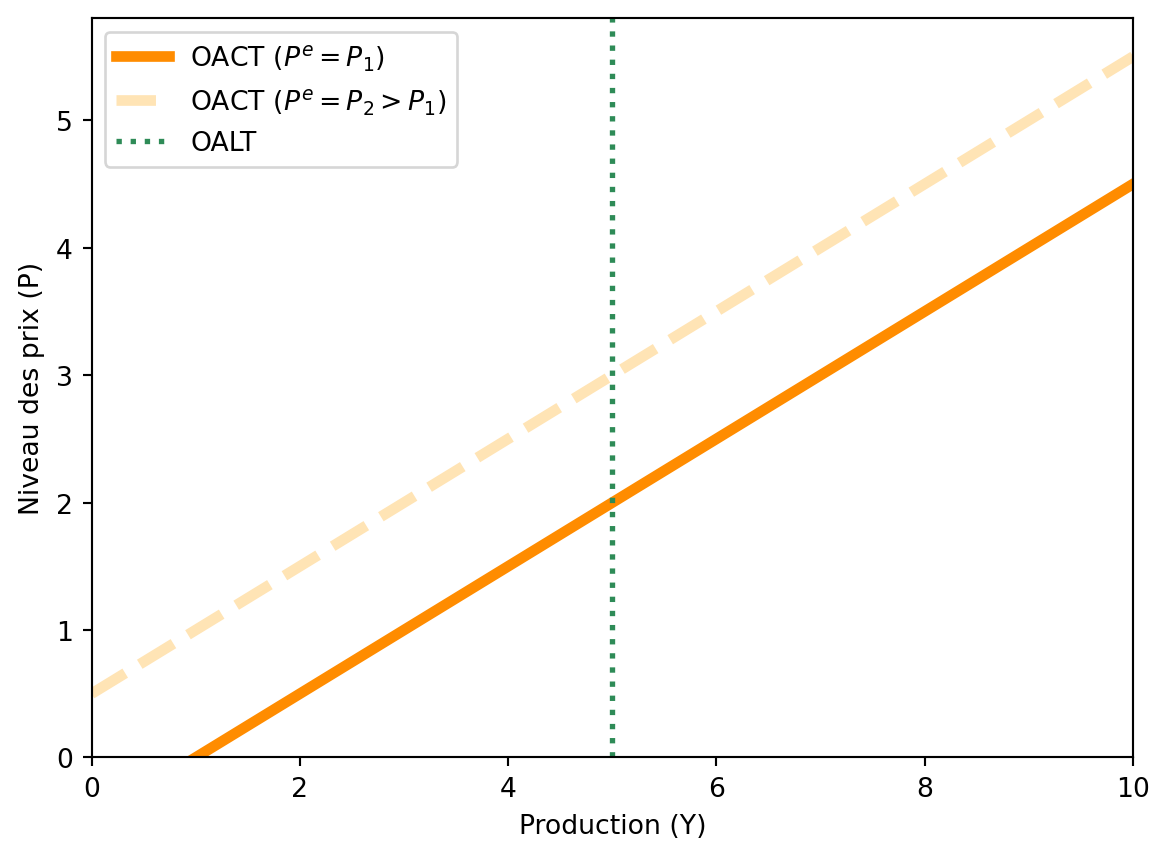 OACT ($P^e = P_1$)
OACT ($P^e = P_2 > P_1$)
OALT
5
4
3
2
1
0
Niveau des prix (P)
0 2 4 6 8 10
Production (Y)